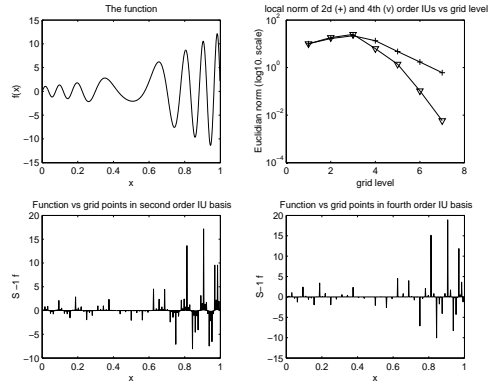 The function
15
10
5
0
−5
−10
−15
0 0.2 0.4 0.6 0.8 1
x
f(x)
local norm of 2d (+) and 4th (v) order IUs vs grid level
10^2
10^0
10^−2
10^−4
0 2 4 6 8
grid level
Euclidian norm (log10. scale)
Function vs grid points in second order IU basis
20
15
10
5
0
−5
−10
0 0.2 0.4 0.6 0.8 1
x
S −1 f
Function vs grid points in fourth order IU basis
20
15
10
5
0
−5
−10
−15
0 0.2 0.4 0.6 0.8 1
x
S −1 f